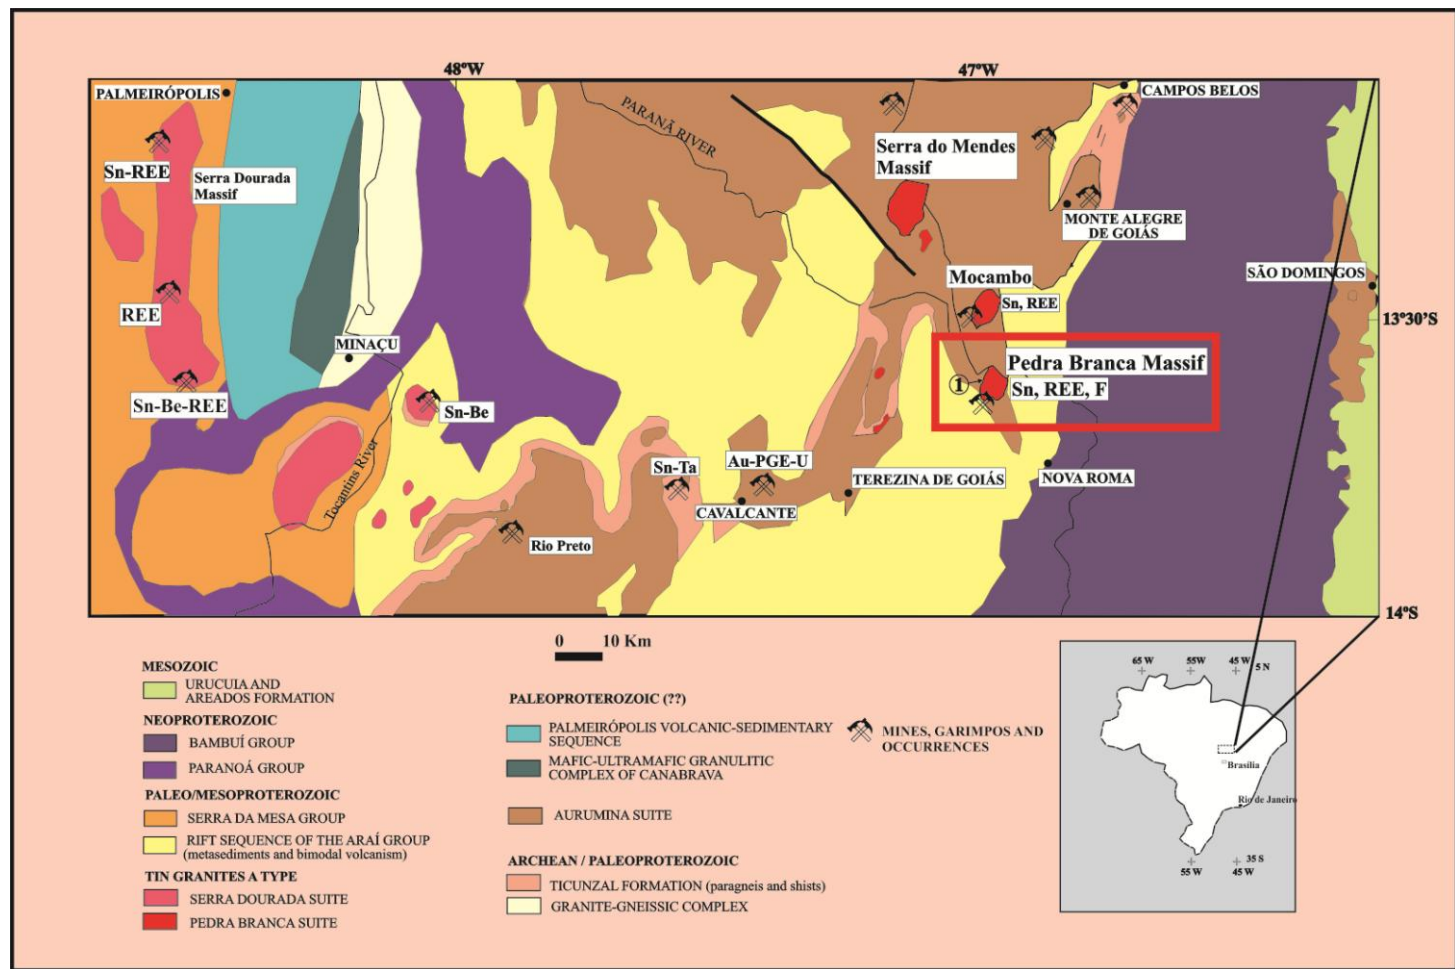 48ºW
47ºW
PALMEIRÓPOLIS
CAMPOS BELOS
PARANÃ RIVER
Serra do Mendes
Massif
Sn-REE
Serra Dourada
Massif
MONTE ALEGRE
DE GOIÁS
SÃO DOMINGOS
Mocambo
Sn, REE
REE
13º30'S
MINAÇU
Pedra Branca Massif
1
Sn, REE, F
Sn-Be-REE
Sn-Be
Tocantins River
Sn-Ta
Au-PGE-U
TEREZINA DE GOIÁS
NOVA ROMA
CAVALCANTE
Rio Preto
14ºS
0 10 Km
MESOZOIC
URUCUIA AND
AREADOS FORMATION
NEOPROTEROZOIC
BAMBUÍ GROUP
PARANOÁ GROUP
PALEO/MESOPROTEROZOIC
SERRA DA MESA GROUP
RIFT SEQUENCE OF THE ARAÍ GROUP
(metasediments and bimodal volcanism)
TIN GRANITES A TYPE
SERRA DOURADA SUITE
PEDRA BRANCA SUITE
PALEOPROTEROZOIC (??)
PALMEIRÓPOLIS VOLCANIC-SEDIMENTARY
SEQUENCE
MAFIC-ULTRAMAFIC GRANULITIC
COMPLEX OF CANABRAVA
AURUMINA SUITE
ARCHEAN / PALEOPROTEROZOIC
TICUNZAL FORMATION (paragneis and shists)
GRANITE-GNEISSIC COMPLEX
MINES, GARIMPOS AND
OCCURRENCES
65 W 55W 45 W 5 N
Brasília
Rio de Janeiro
35 S
55 W 45 W